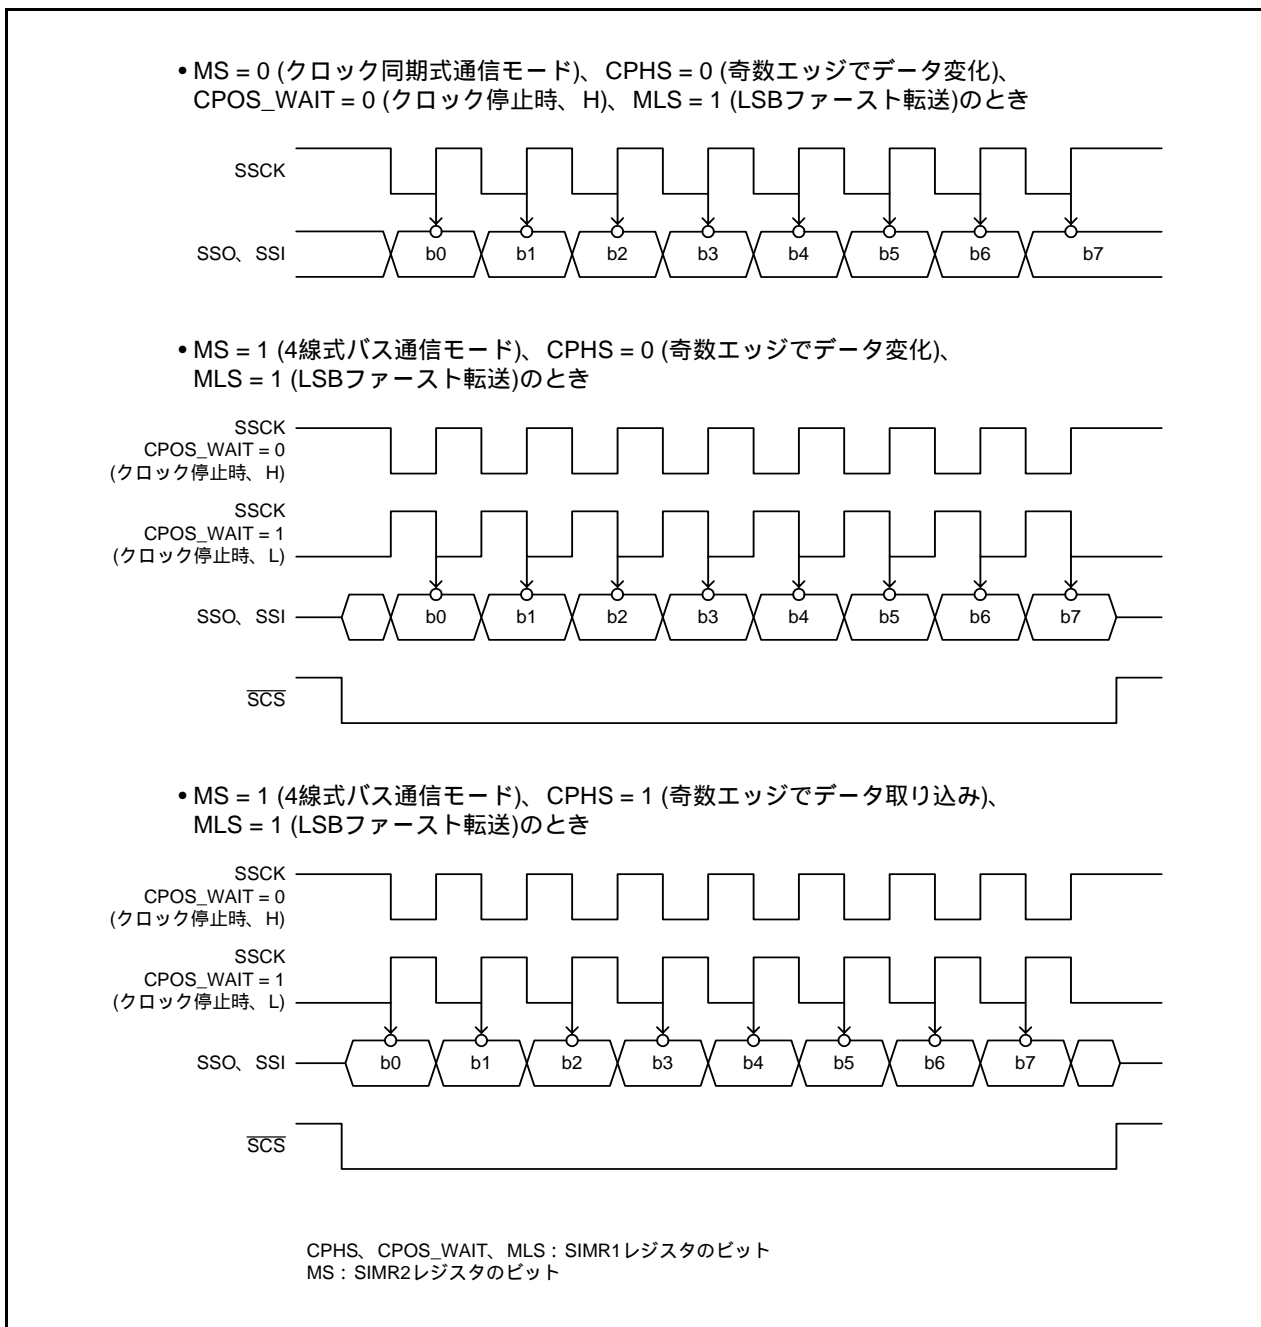 • MS = 0 (クロック同期式通信モード)、CPHS = 0 (奇数エッジでデータ変化)、
CPOS_WAIT = 0 (クロック停止時、H)、MLS = 1 (LSBファースト転送)のとき
SSCK
SSO、SSI
b0 b1 b2 b3 b4 b5 b6 b7
• MS = 1 (4線式バス通信モード)、CPHS = 0 (奇数エッジでデータ変化)、
MLS = 1 (LSBファースト転送)のとき
SSCK
CPOS_WAIT = 0
(クロック停止時、H)
SSCK
CPOS_WAIT = 1
(クロック停止時、L)
SSO、SSI
b0 b1 b2 b3 b4 b5 b6 b7
SCS
• MS = 1 (4線式バス通信モード)、CPHS = 1 (奇数エッジでデータ取り込み)、
MLS = 1 (LSBファースト転送)のとき
SSCK
CPOS_WAIT = 0
(クロック停止時、H)
SSCK
CPOS_WAIT = 1
(クロック停止時、L)
SSO、SSI
b0 b1 b2 b3 b4 b5 b6 b7
SCS
CPHS、CPOS_WAIT、MLS : SIMR1レジスタのビット
MS : SIMR2レジスタのビット